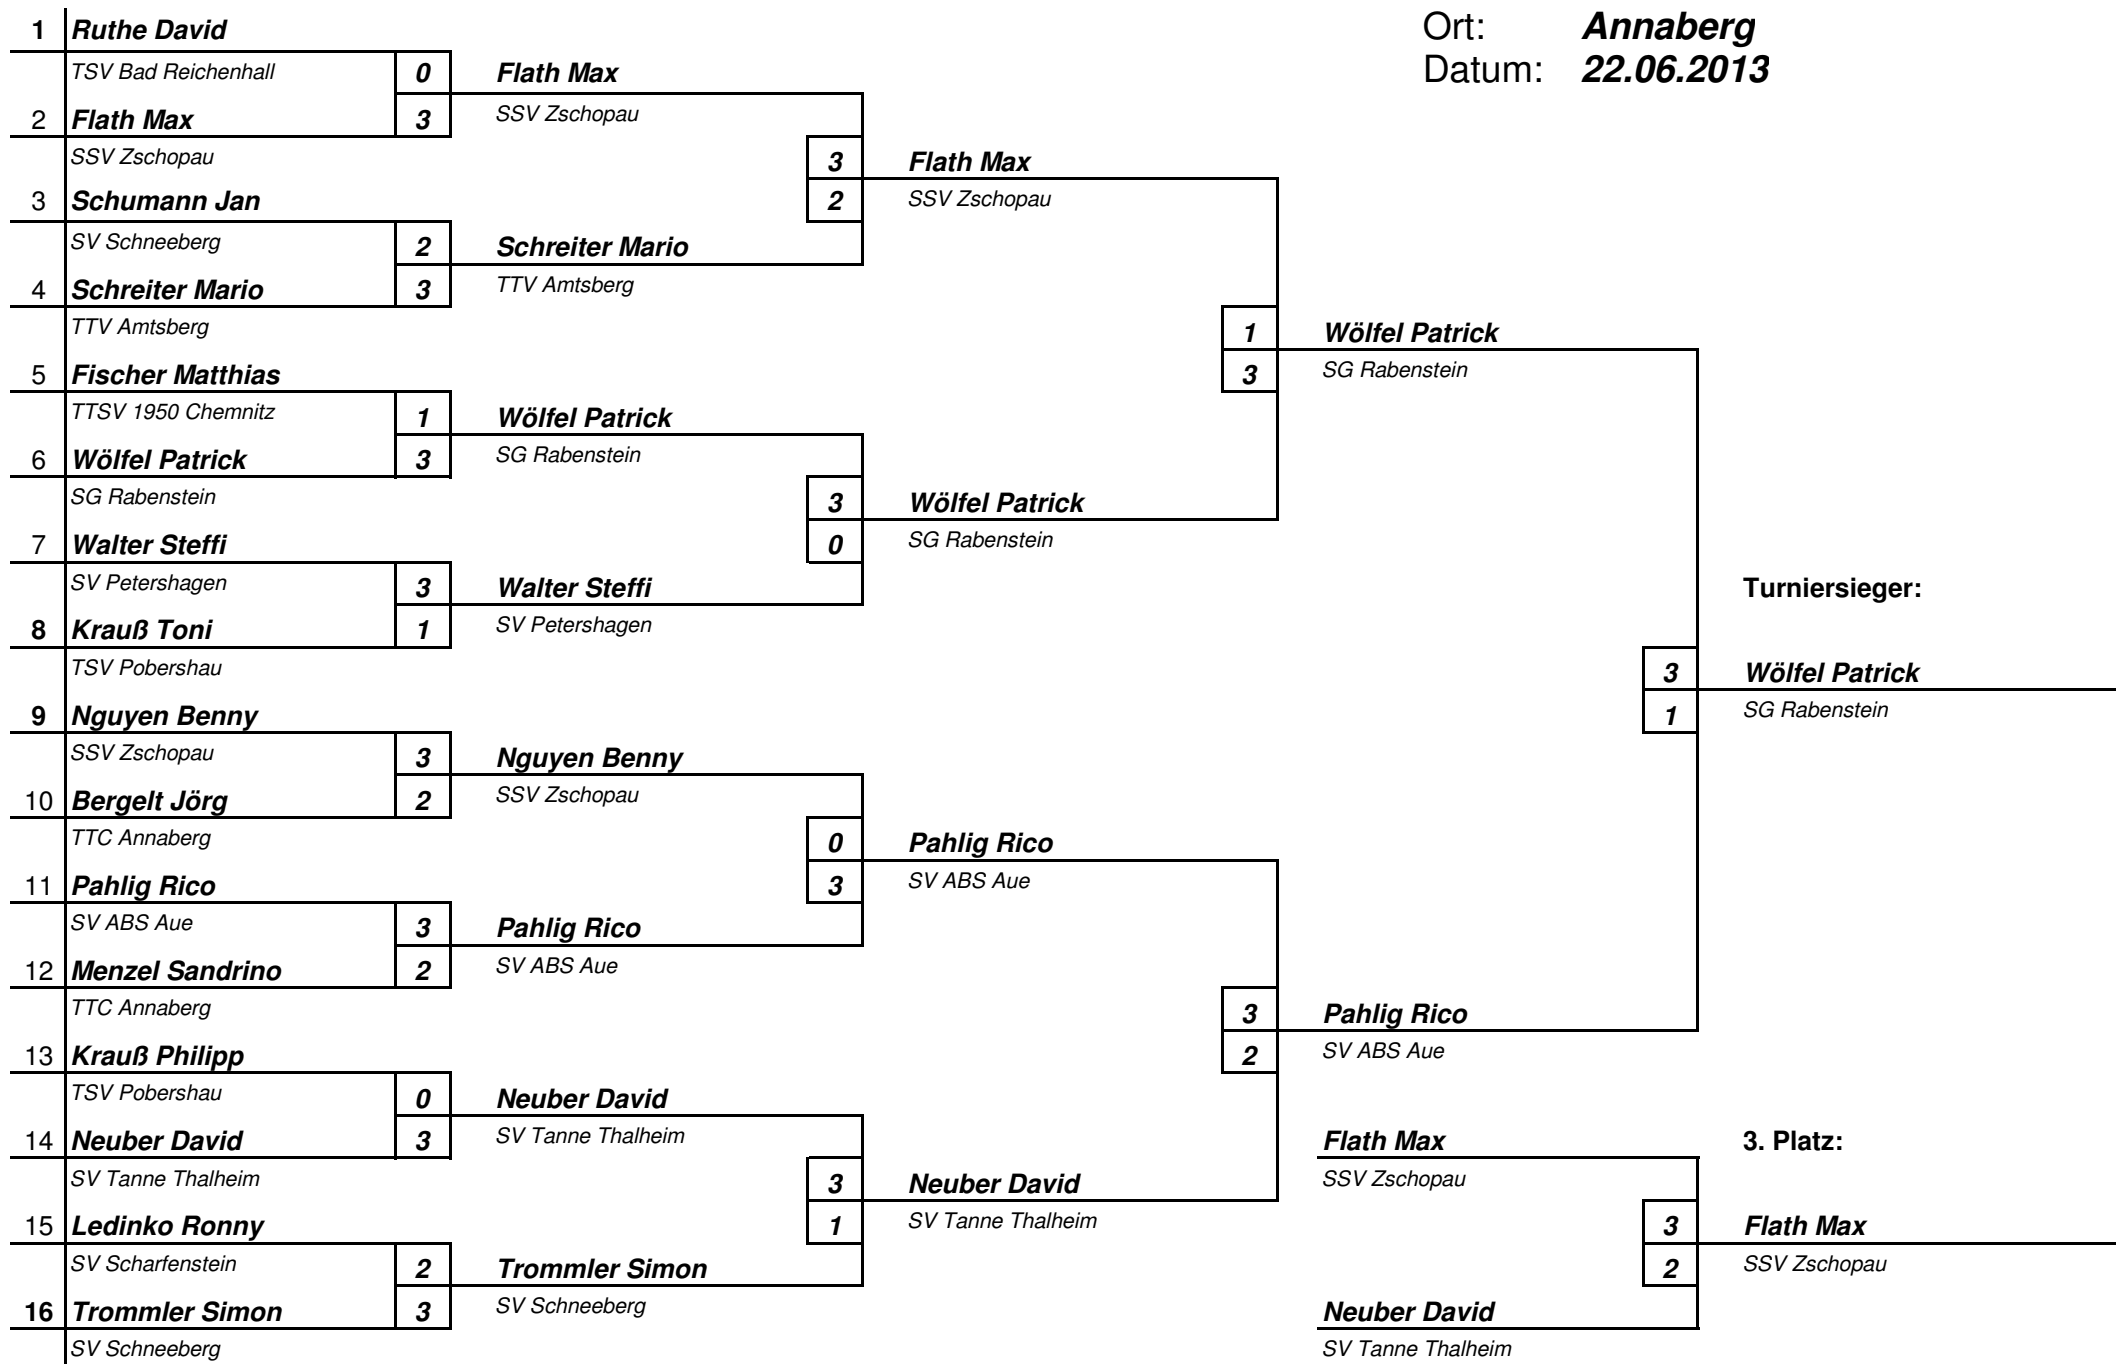 Ort: Annaberg
Datum: 22.06.2013
1 Ruthe David
TSV Bad Reichenhall 0 Flath Max
2 Flath Max 3 SSV Zschopau
SSV Zschopau 3 Flath Max
3 Schumann Jan 2 SSV Zschopau
SV Schneeberg 2 Schreiter Mario
4 Schreiter Mario 3 TTV Amtsberg
TTV Amtsberg 1 Wölfel Patrick
5 Fischer Matthias 3 SG Rabenstein
TTSV 1950 Chemnitz 1 Wölfel Patrick
6 Wölfel Patrick 3 SG Rabenstein
SG Rabenstein 3 Wölfel Patrick
7 Walter Steffi 0 SG Rabenstein
SV Petershagen 3 Walter Steffi Turniersieger:
8 Krauß Toni 1 SV Petershagen
TSV Pobershau 3 Wölfel Patrick
9 Nguyen Benny 1 SG Rabenstein
SSV Zschopau 3 Nguyen Benny
10 Bergelt Jörg 2 SSV Zschopau
TTC Annaberg 0 Pahlig Rico
11 Pahlig Rico 3 SV ABS Aue
SV ABS Aue 3 Pahlig Rico
12 Menzel Sandrino 2 SV ABS Aue
TTC Annaberg 3 Pahlig Rico
13 Krauß Philipp 2 SV ABS Aue
TSV Pobershau 0 Neuber David
14 Neuber David 3 SV Tanne Thalheim Flath Max 3. Platz:
SV Tanne Thalheim 3 Neuber David SSV Zschopau
15 Ledinko Ronny 1 SV Tanne Thalheim 3 Flath Max
SV Scharfenstein 2 Trommler Simon 2 SSV Zschopau
16 Trommler Simon 3 SV Schneeberg Neuber David
SV Schneeberg SV Tanne Thalheim